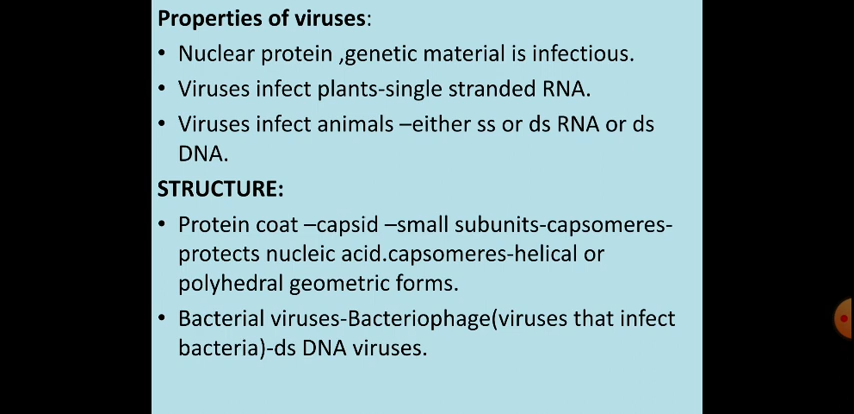 Properties of viruses:
• Nuclear protein ,genetic material is infectious.
• Viruses infect plants-single stranded RNA.
• Viruses infect animals –either ss or ds RNA or ds
DNA.
STRUCTURE:
• Protein coat –capsid –small subunits-capsomeres-
protects nucleic acid.capsomeres-helical or
polyhedral geometric forms.
• Bacterial viruses-Bacteriophage(viruses that infect
bacteria)-ds DNA viruses.